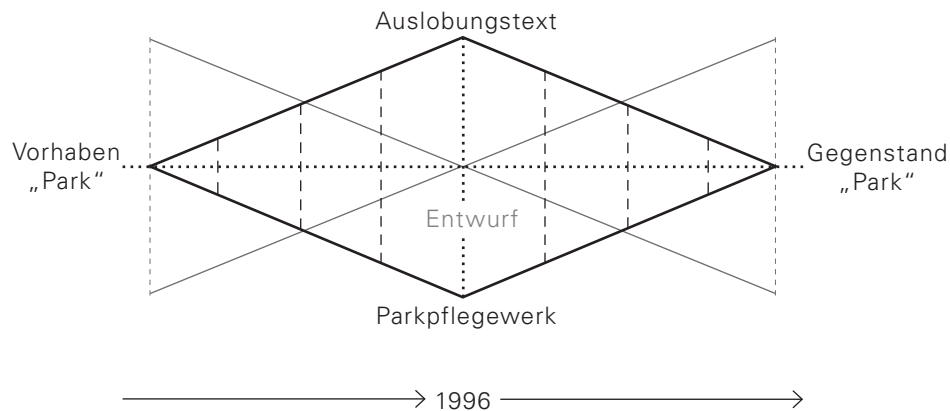 Auslobungstext
Vorhaben
„Park“
Gegenstand
„Park“
Entwurf
Parkpflegewerk
1996